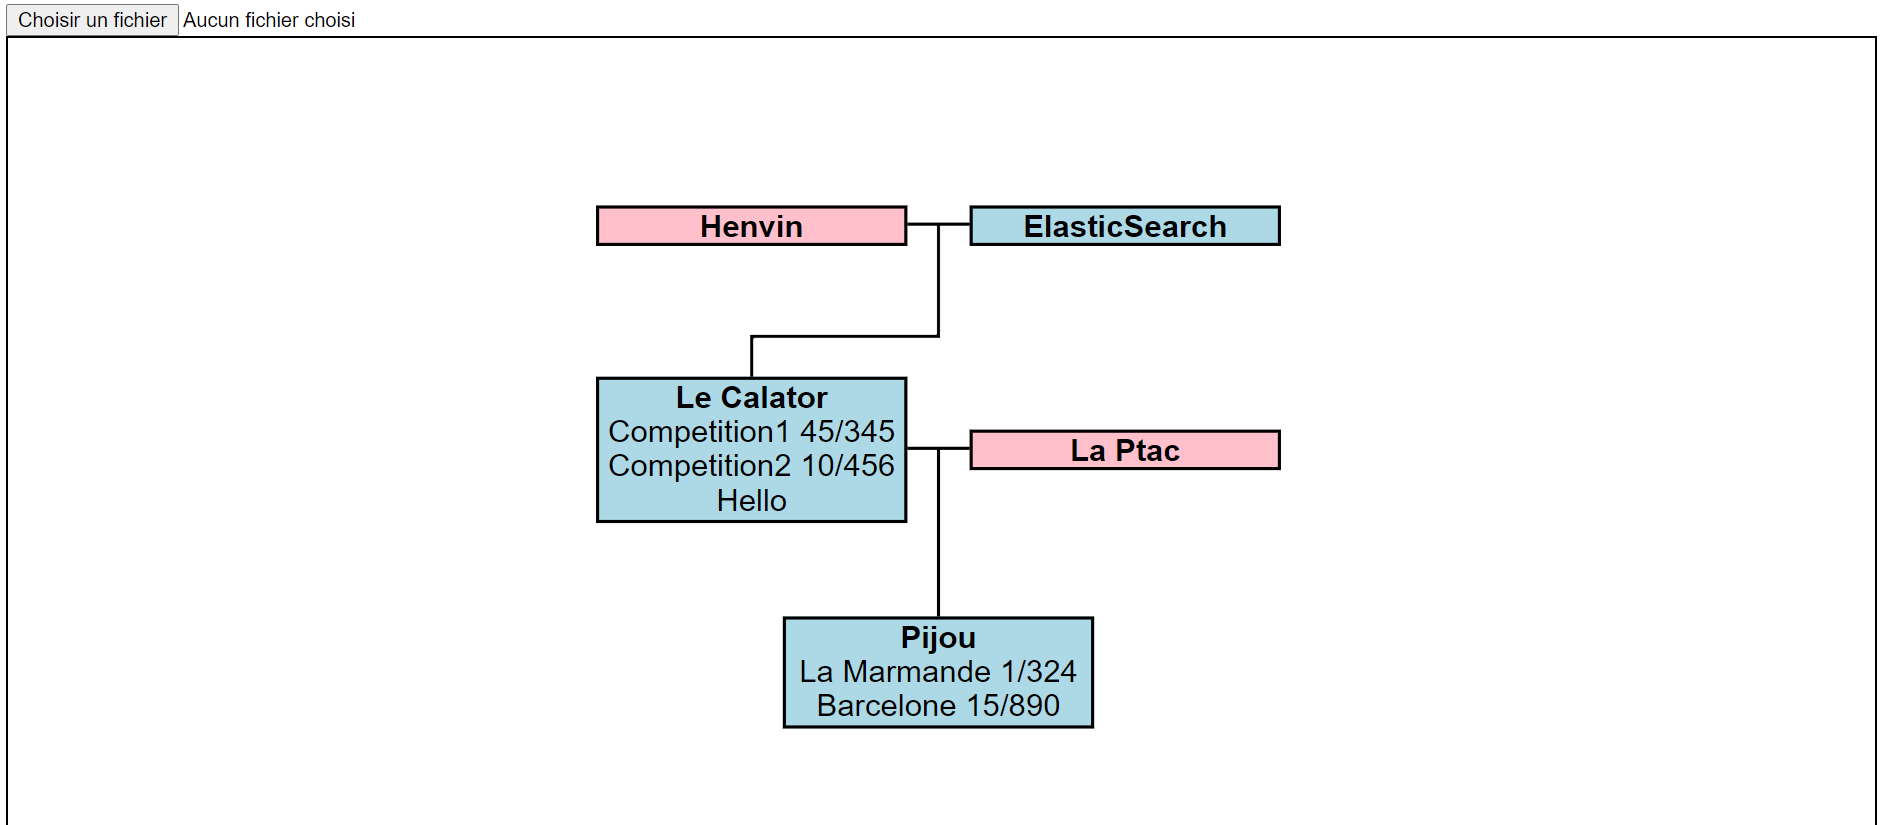 Choisir un fichier Aucun fichier choisi
Henvin
ElasticSearch
Le Calator
Competition1 45/345
Competition2 10/456
Hello
La Ptac
Pijou
La Marmande 1/324
Barcelone 15/890